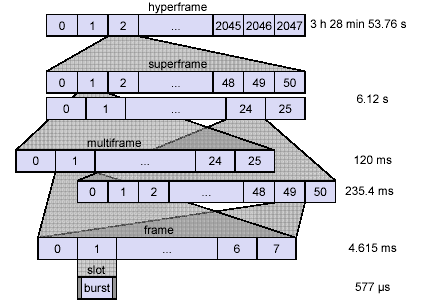 hyperframe
0 1 2 2045 2046 2047 3 h 28 min 53.76 s
superframe
0 1 2 ... 48 49 50
0 1 ... 24 25 6.12 s
multiframe
0 1 ... 24 25 120 ms
0 1 2 ... 48 49 50 235.4 ms
frame
0 1 ... 6 7 4.615 ms
slot
burst 577 µs